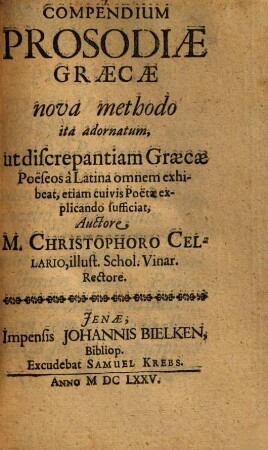 COMPENDIUM
PROSODIÆ
GRÆCÆ
nova methodo
ità adornatum,
ut discrepantiam Græcæ
Poëseos â Latina omnem exhi-
beat, etiam cuivis Poëtæ ex-
plicando sufficiat,
Auctore
M. CHRISTOPHORO CEL-
LARIO, illust. Schol. Vinar.
Rectore.
JENÆ,
Impensis JOHANNIS BIELKEN,
Bibliop.
Excudebat SAMUEL KREBS.
ANNO M DC LXXV.